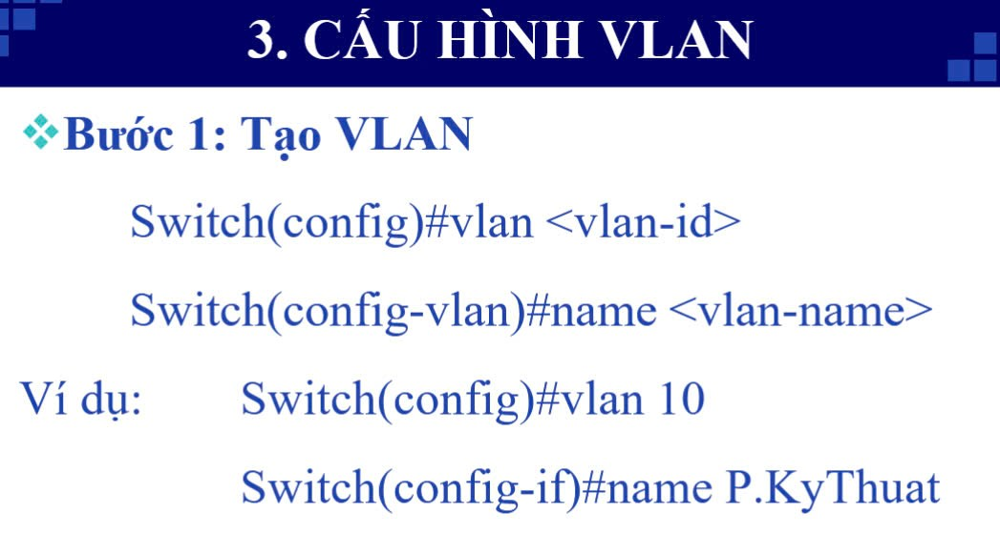 3. CẤU HÌNH VLAN
Bước 1: Tạo VLAN
Switch(config)#vlan <vlan-id>
Switch(config-vlan)#name <vlan-name>
Ví dụ: Switch(config)#vlan 10
Switch(config-if)#name P.KyThuat